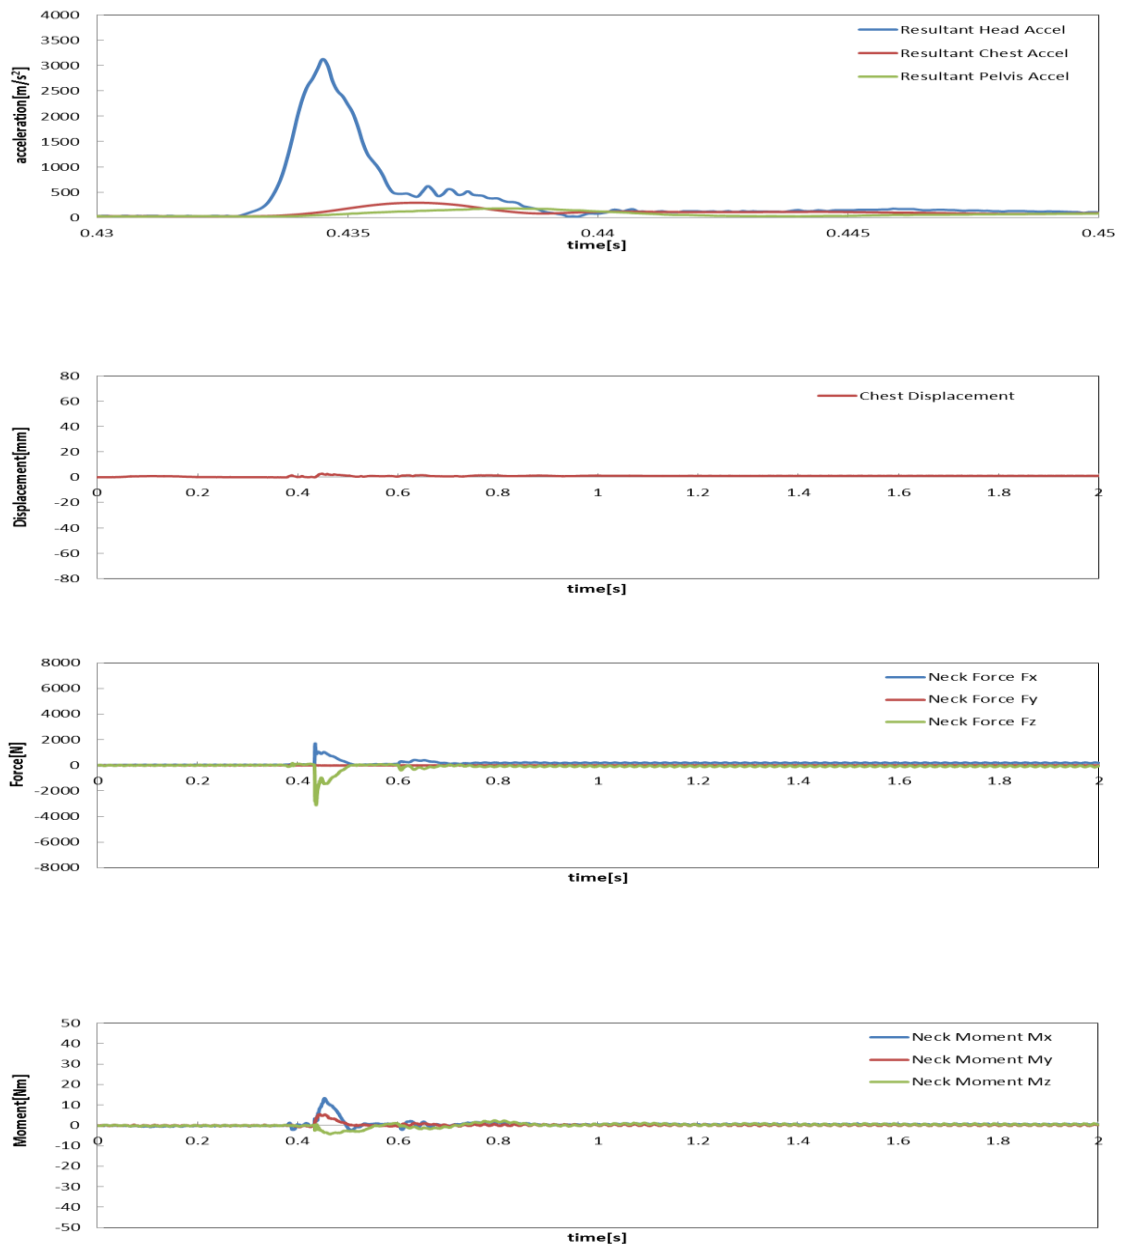 4000
3500
3000
2500
2000
1500
1000
500
0
acceleration[m/s²]
Resultant Head Accel
Resultant Chest Accel
Resultant Pelvis Accel
0.43 0.435 0.44 0.445 0.45
time[s]
80
60
40
20
0
-20
-40
-60
-80
Displacement[mm]
Chest Displacement
0 0.2 0.4 0.6 0.8 1 1.2 1.4 1.6 1.8 2
time[s]
8000
6000
4000
2000
0
-2000
-4000
-6000
-8000
Force[N]
Neck Force Fx
Neck Force Fy
Neck Force Fz
0 0.2 0.4 0.6 0.8 1 1.2 1.4 1.6 1.8 2
time[s]
50
40
30
20
10
0
-10
-20
-30
-40
-50
Moment[Nm]
Neck Moment Mx
Neck Moment My
Neck Moment Mz
0 0.2 0.4 0.6 0.8 1 1.2 1.4 1.6 1.8 2
time[s]